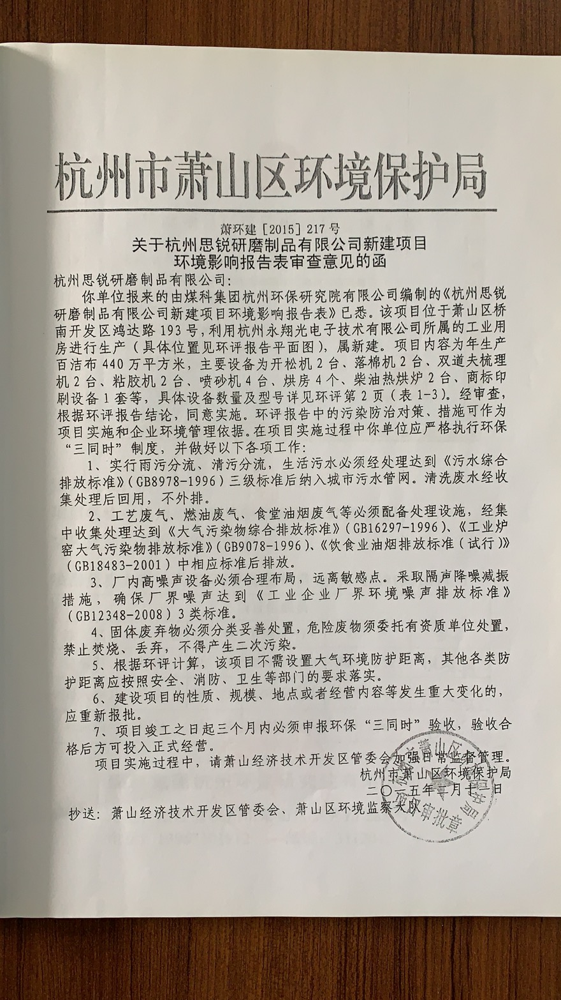 杭州市萧山区环境保护局
萧环建［2015］217号
关于杭州思锐研磨制品有限公司新建项目
环境影响报告表审查意见的函
杭州思锐研磨制品有限公司：
你单位报来的由煤科集团杭州环保研究院有限公司编制的《杭州思锐
研磨制品有限公司新建项目环境影响报告表》已悉。该项目位于萧山区桥
南开发区鸿达路193号，利用杭州永翔光电子技术有限公司所属的工业用
房进行生产（具体位置见环评报告平面图），属新建。项目内容为年生产
百洁布440万平方米，主要设备为开松机2台、落棉机2台、双道夫梳理
机2台、粘胶机2台、喷砂机4台、烘房4个、柴油热烘炉2台、商标印
刷设备1套等，具体设备数量及型号详见环评第2页（表1-3）。经审查，
根据环评报告结论，同意实施。环评报告中的污染防治对策、措施可作为
项目实施和企业环境管理依据。在项目实施过程中你单位应严格执行环保
“三同时”制度，并做好以下各项工作：
1、实行雨污分流、清污分流，生活污水必须经处理达到《污水综合
排放标准》（GB8978-1996）三级标准后纳入城市污水管网。清洗废水经收
集处理后回用，不外排。
2、工艺废气、燃油废气、食堂油烟废气等必须配备处理设施，经集
中收集处理达到《大气污染物综合排放标准》（GB16297-1996）、《工业炉
窑大气污染物排放标准》（GB9078-1996）、《饮食业油烟排放标准（试行）》
（GB18483-2001）中相应标准后排放。
3、厂内高噪声设备必须合理布局，远离敏感点。采取隔声降噪减振
措施，确保厂界噪声达到《工业企业厂界环境噪声排放标准》
（GB12348-2008）3类标准。
4、固体废弃物必须分类妥善处置，危险废物须委托有资质单位处置，
禁止焚烧、丢弃，不得产生二次污染。
5、根据环评计算，该项目不需设置大气环境防护距离，其他各类防
护距离应按照安全、消防、卫生等部门的要求落实。
6、建设项目的性质、规模、地点或者经营内容等发生重大变化的，
应重新报批。
7、项目竣工之日起三个月内必须申报环保“三同时”验收，验收合
格后方可投入正式经营。
项目实施过程中，请萧山经济技术开发区管委会加强日常监督管理。
杭州市萧山区环境保护局
二〇一五年 月十一日
抄送：萧山经济技术开发区管委会、萧山区环境监察大队